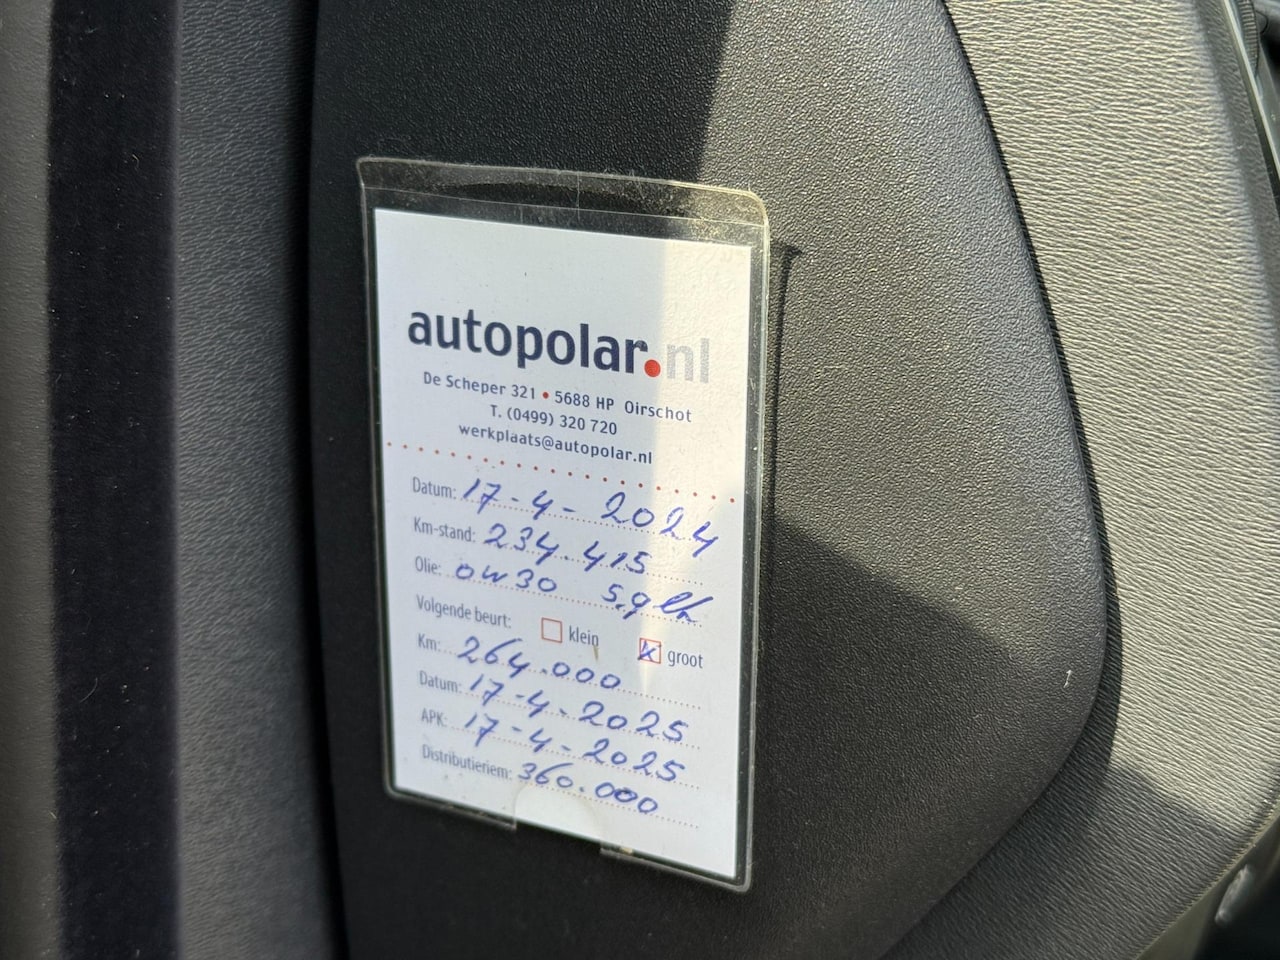 autopolar.nl
De Scheper 321 • 5688 HP Oirschot
T. (0499) 320 720
werkplaats@autopolar.nl
Datum: 17-4-2024
Km-stand: 234.415
Olie: 0W30 5,9 ltr
Volgende beurt: klein groot
Km: 264.000
Datum: 17-4-2025
APK: 17-4-2025
Distributieriem: 360.000